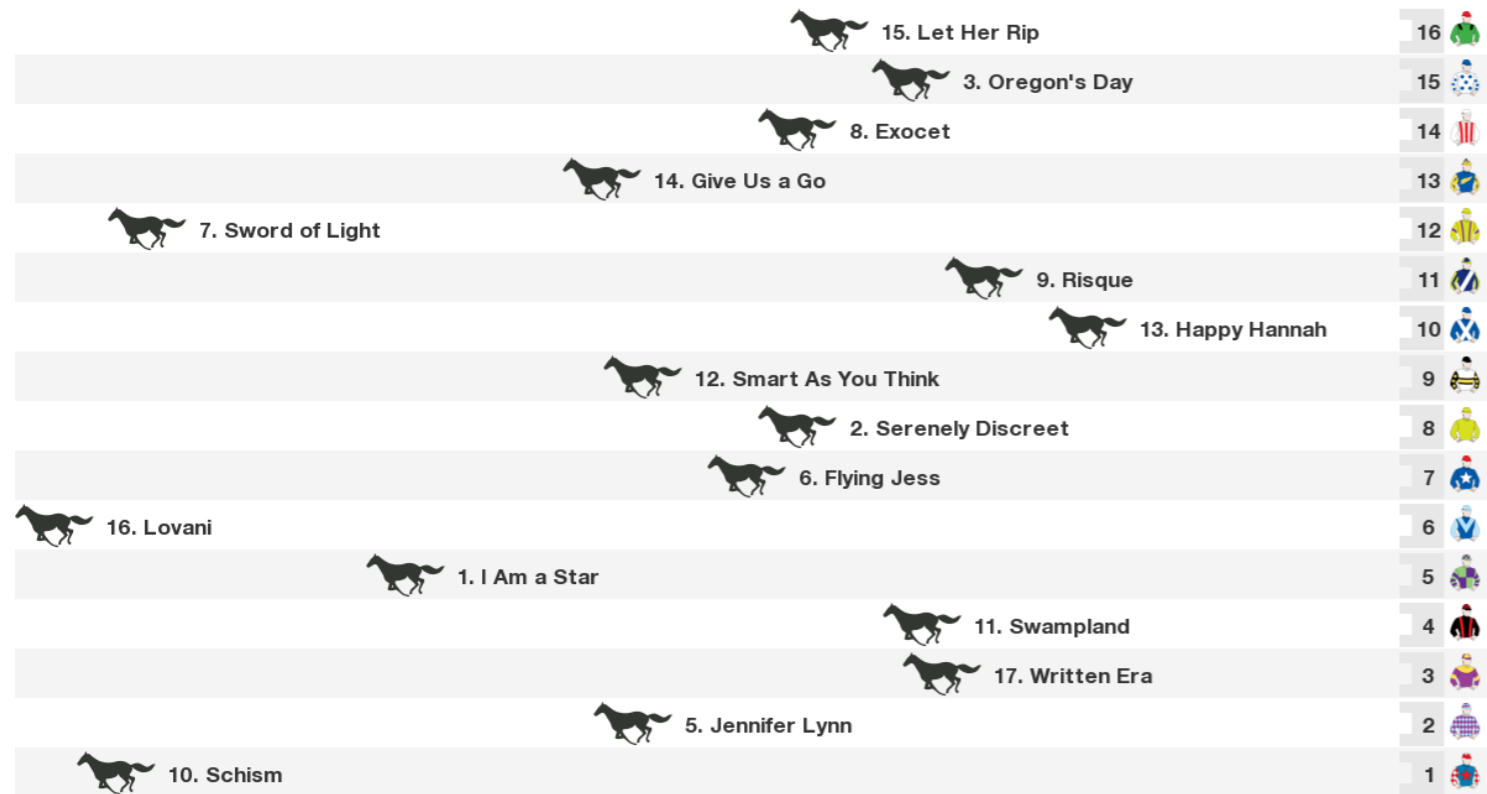 15. Let Her Rip 16
3. Oregon's Day 15
8. Exocet 14
14. Give Us a Go 13
7. Sword of Light 12
9. Risque 11
13. Happy Hannah 10
12. Smart As You Think 9
2. Serenely Discreet 8
6. Flying Jess 7
16. Lovani 6
1. I Am a Star 5
11. Swampland 4
17. Written Era 3
5. Jennifer Lynn 2
10. Schism 1